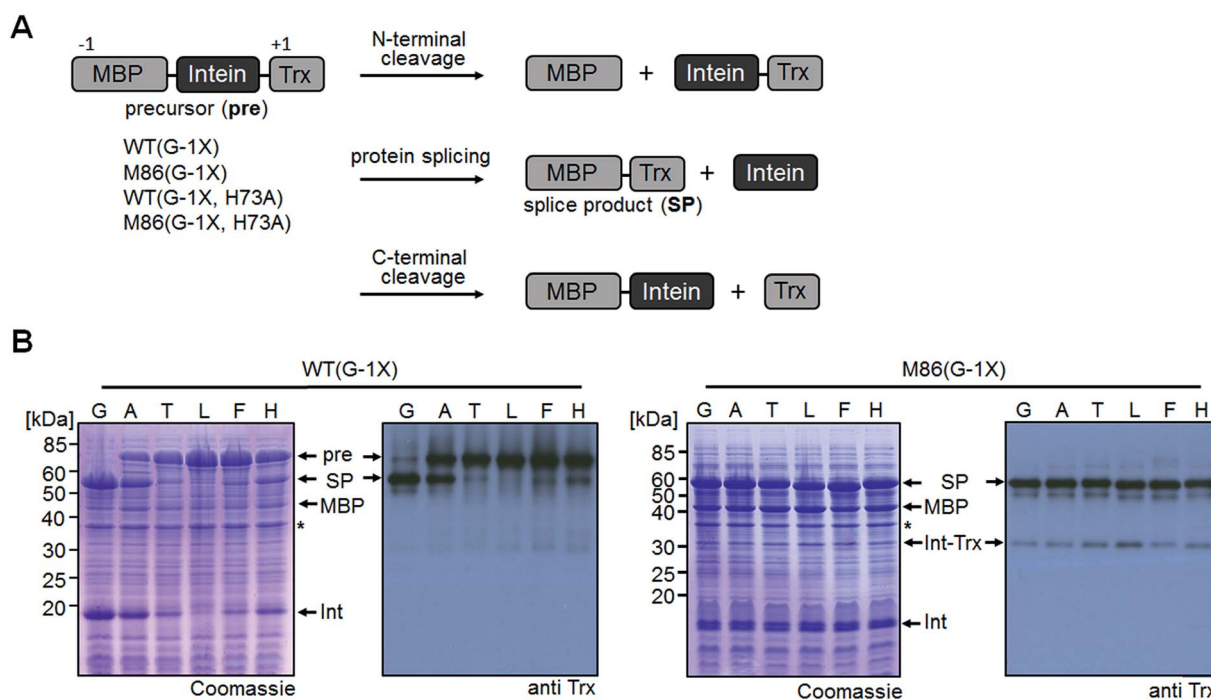 A
-1 +1
MBP Intein Trx
precursor (pre)
WT(G-1X)
M86(G-1X)
WT(G-1X, H73A)
M86(G-1X, H73A)
N-terminal
cleavage
MBP + Intein Trx
protein splicing
MBP Trx + Intein
splice product (SP)
C-terminal
cleavage
MBP Intein + Trx
B
WT(G-1X)
[kDa] G A T L F H
85
60
50
40
30
25
20
pre
SP
MBP
*
Int
Coomassie
G A T L F H
anti Trx
M86(G-1X)
[kDa] G A T L F H
85
60
50
40
30
25
20
SP
MBP
*
Int-Trx
Int
Coomassie
G A T L F H
anti Trx